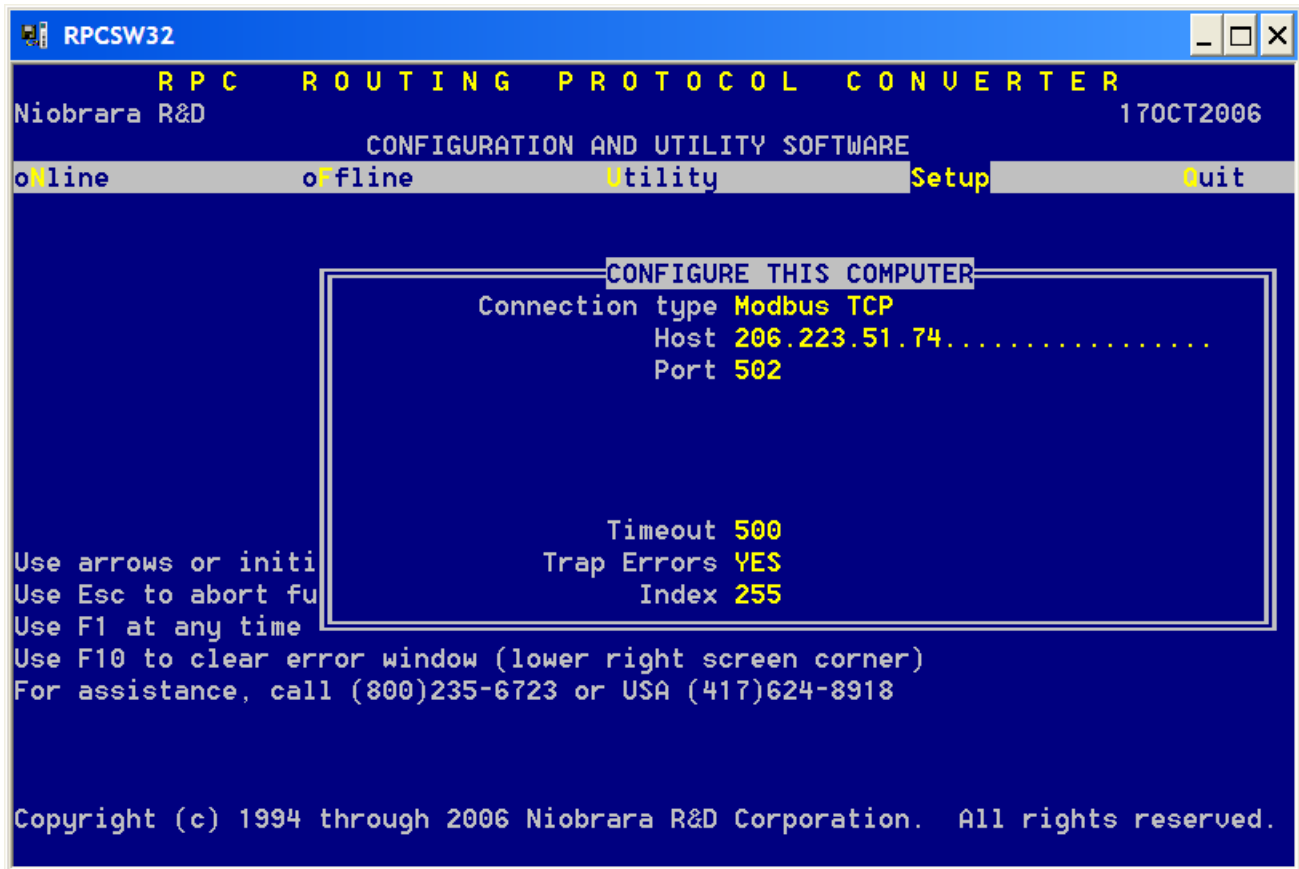 RPCSW32
RPC ROUTING PROTOCOL CONVERTER
Niobrara R&D 17OCT2006
CONFIGURATION AND UTILITY SOFTWARE
oNline oFfline Utility Setup Quit
CONFIGURE THIS COMPUTER
Connection type Modbus TCP
Host 206.223.51.74.................
Port 502
Timeout 500
Use arrows or initi Trap Errors YES
Use Esc to abort fu Index 255
Use F1 at any time
Use F10 to clear error window (lower right screen corner)
For assistance, call (800)235-6723 or USA (417)624-8918
Copyright (c) 1994 through 2006 Niobrara R&D Corporation. All rights reserved.